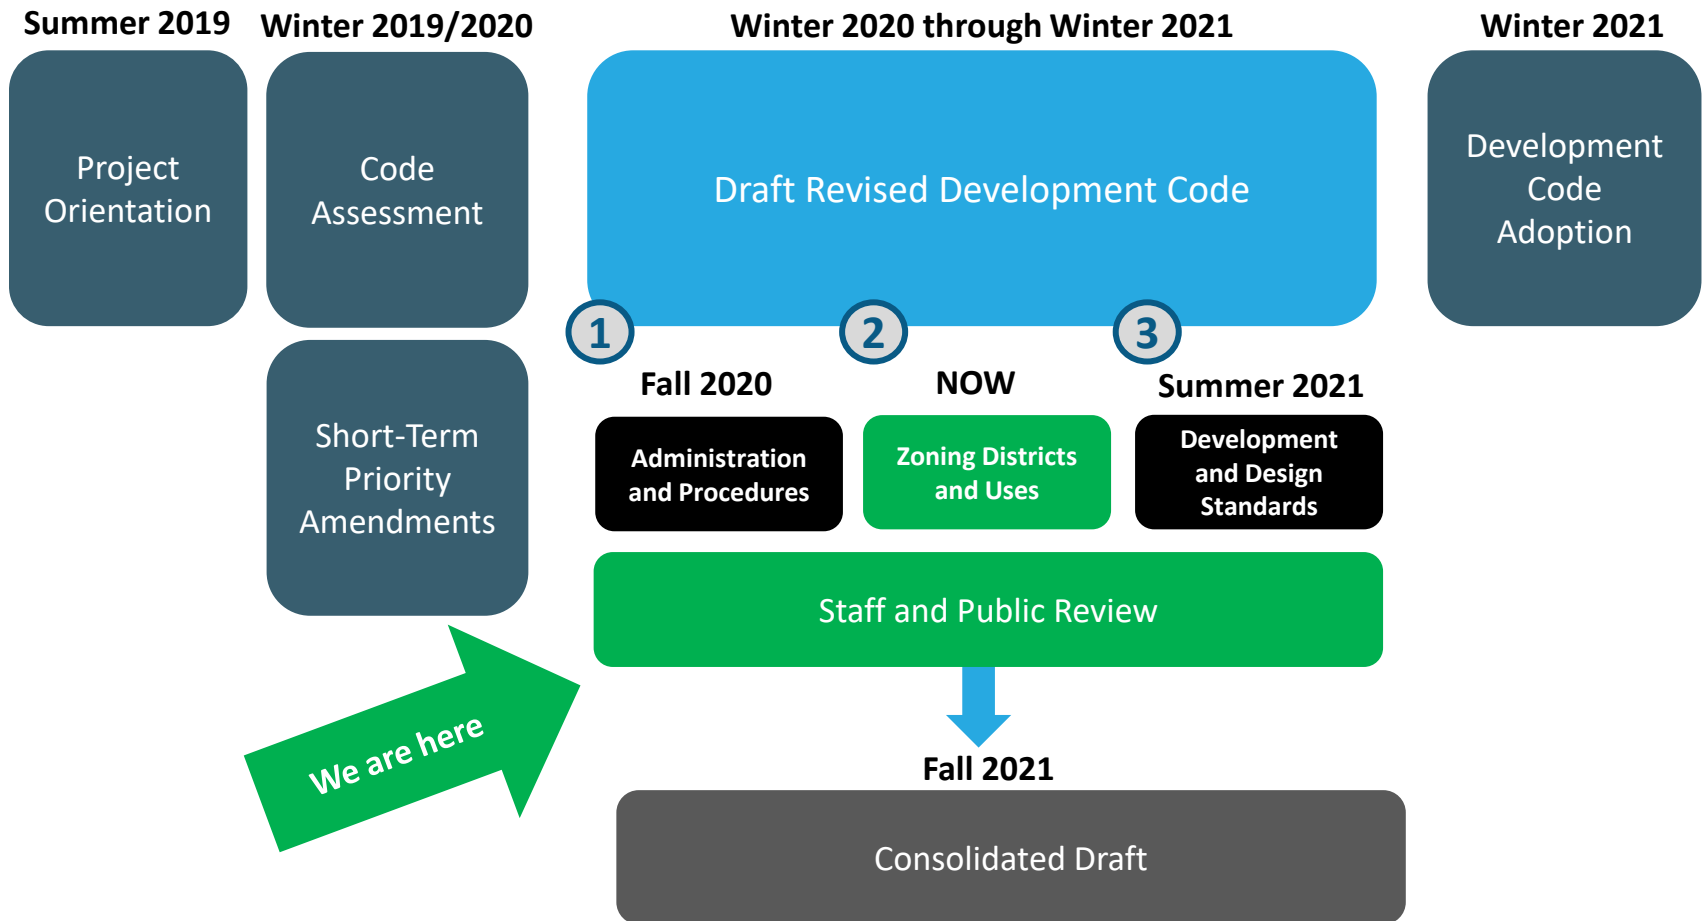 Summer 2019
Winter 2019/2020
Winter 2020 through Winter 2021
Winter 2021
Project
Orientation
Code
Assessment
Draft Revised Development Code
Development
Code
Adoption
Short-Term
Priority
Amendments
1
2
3
Fall 2020
NOW
Summer 2021
Administration
and Procedures
Zoning Districts
and Uses
Development
and Design
Standards
Staff and Public Review
We are here
Fall 2021
Consolidated Draft